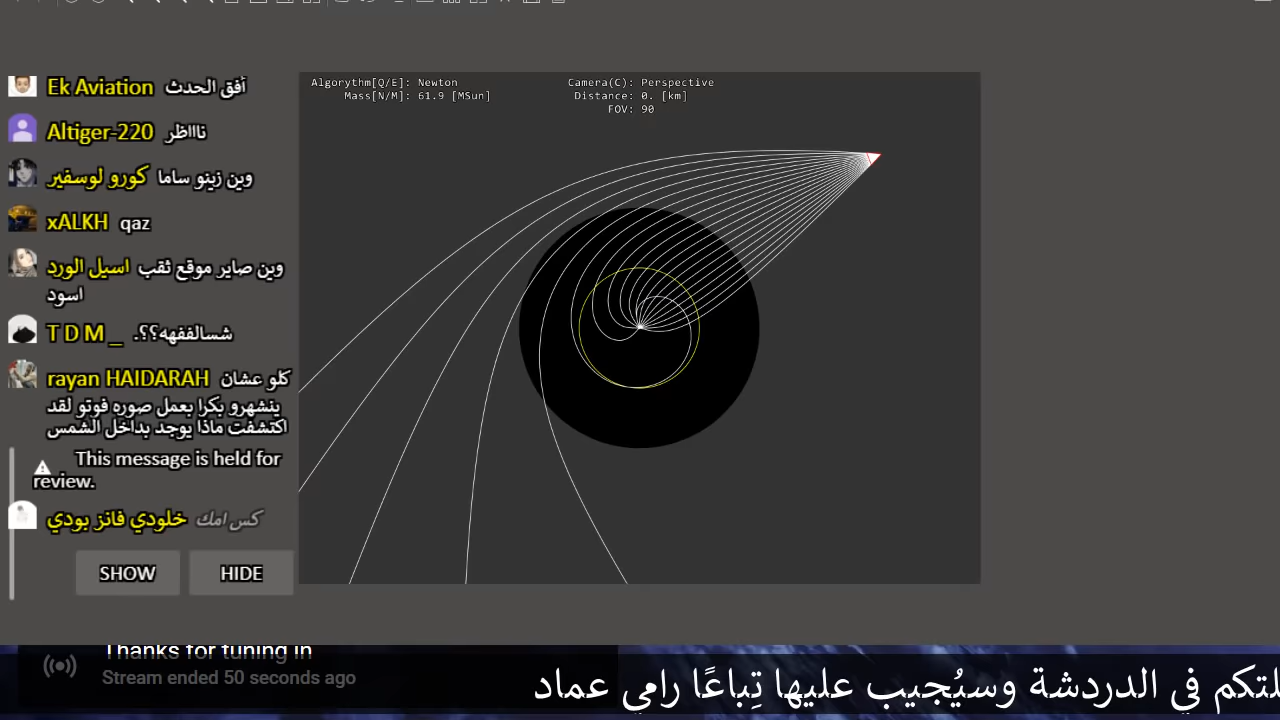 Algorythm[Q/E]: Newton
Mass[N/M]: 61.9 [MSun]
Camera(C): Perspective
Distance: 0. [km]
FOV: 90
Ek Aviation أفق الحدث
Altiger-220 ناااظر
كورو لوسفير وين زينو ساما
xALKH qaz
اسيل الورد وين صاير موقع ثقب
اسود
T D M _ شسالففهه؟؟.
rayan HAIDARAH كلو عشان
ينشهرو بكرا بعمل صوره فوتو لقد
اكتشفت ماذا يوجد بداخل الشمس
This message is held for
review.
خلودي فانز بودي كس امك
SHOW
HIDE
Thanks for tuning in
Stream ended 50 seconds ago
لتكم في الدردشة وسيُجيب عليها تِباعًا رامي عماد